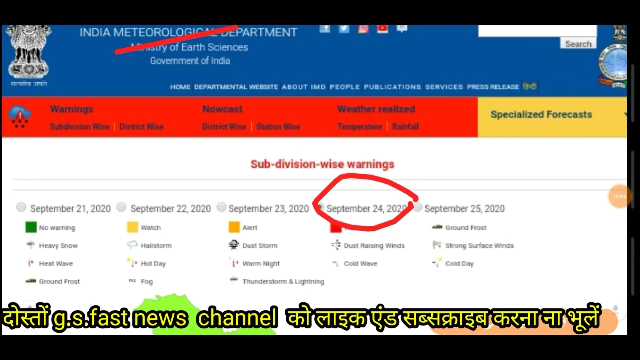 INDIA METEOROLOGICAL DEPARTMENT
Ministry of Earth Sciences
Government of India
Search
HOME DEPARTMENTAL WEBSITE ABOUT IMD PEOPLE PUBLICATIONS SERVICES PRESS RELEASE हिन्दी
Warnings Nowcast Weather realized
Specialized Forecasts
Subdivision Wise District Wise District Wise Station Wise Temperature Rainfall
Sub-division-wise warnings
September 21, 2020 September 22, 2020 September 23, 2020 September 24, 2020 September 25, 2020
No warning Watch Alert Ground Frost
Heavy Snow Hailstorm Dust Storm Dust Raising Winds Strong Surface Winds
Heat Wave Hot Day Warm Night Cold Wave Cold Day
Ground Frost Fog Thunderstorm & Lightning
दोस्तों g.s.fast news channel को लाइक एंड सब्सक्राइब करना ना भूलें